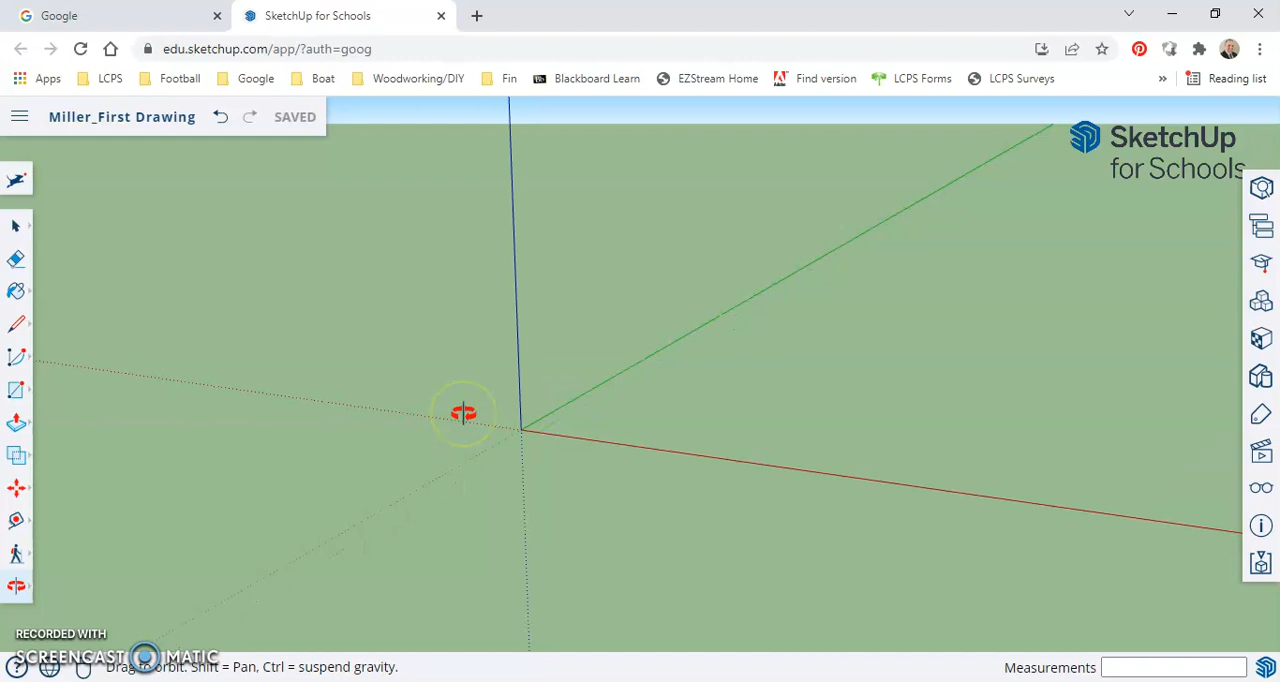 Google
SketchUp for Schools
edu.sketchup.com/app/?auth=goog
Apps LCPS Football Google Boat Woodworking/DIY Fin Blackboard Learn EZStream Home Find version LCPS Forms LCPS Surveys » Reading list
Miller_First Drawing SAVED
SketchUp
for Schools
RECORDED WITH
SCREENCAST MATIC
Drag to orbit. Shift = Pan, Ctrl = suspend gravity.
Measurements